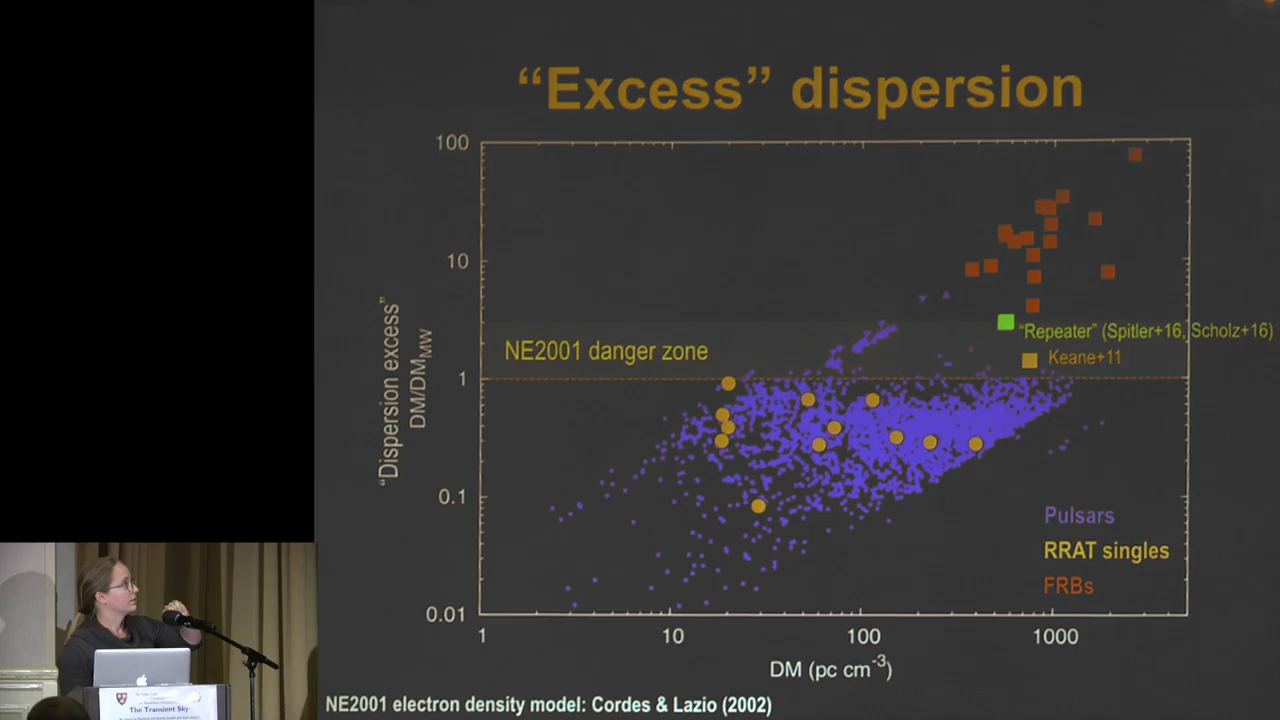 “Excess” dispersion
100
10
1
0.1
0.01
“Dispersion excess”
DM/DM_MW
NE2001 danger zone
“Repeater” (Spitler+16, Scholz+16)
Keane+11
Pulsars
RRAT singles
FRBs
1
10
100
1000
DM (pc cm⁻³)
NE2001 electron density model: Cordes & Lazio (2002)
The Transient Sky